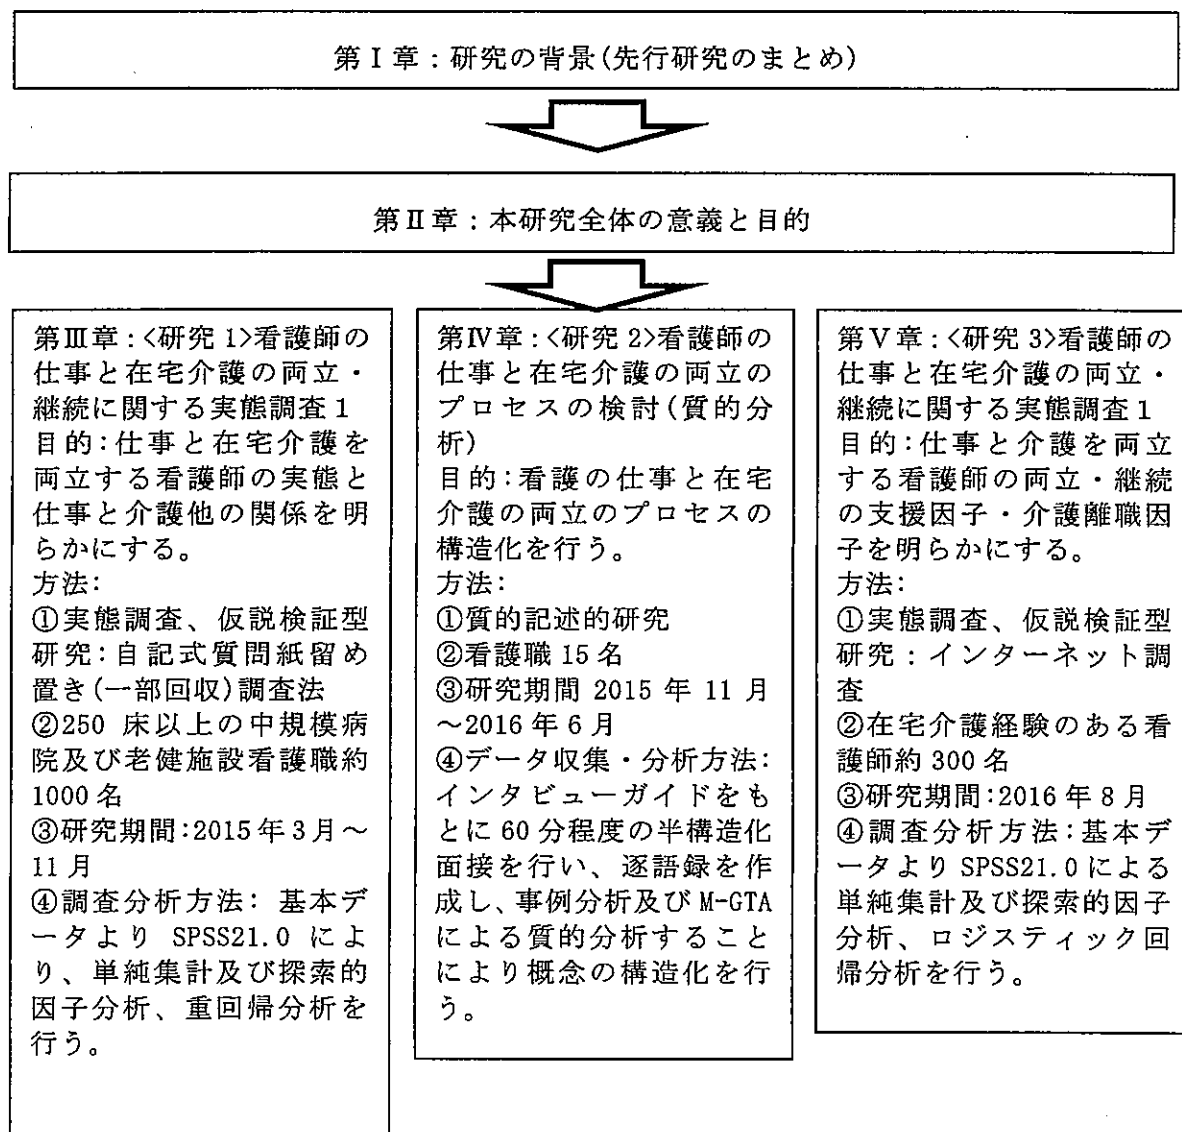 第Ⅰ章：研究の背景(先行研究のまとめ)
第Ⅱ章：本研究全体の意義と目的
第Ⅲ章：<研究 1>看護師の
仕事と在宅介護の両立・
継続に関する実態調査１
目的：仕事と在宅介護を
両立する看護師の実態と
仕事と介護他の関係を明
らかにする。
方法：
①実態調査、仮説検証型
研究：自記式質問紙留め
置き(一部回収)調査法
②250 床以上の中規模病
院及び老健施設看護職約
1000 名
③研究期間：2015 年 3 月～
11 月
④調査分析方法： 基本デ
ータより SPSS21.0 によ
り、単純集計及び探索的
因子分析、重回帰分析を
行う。
第Ⅳ章：<研究 2>看護師の
仕事と在宅介護の両立の
プロセスの検討(質的分
析)
目的：看護の仕事と在宅
介護の両立のプロセスの
構造化を行う。
方法：
①質的記述的研究
②看護職 15 名
③研究期間 2015 年 11 月
～2016 年 6 月
④データ収集・分析方法：
インタビューガイドをも
とに 60 分程度の半構造化
面接を行い、逐語録を作
成し、事例分析及び M-GTA
による質的分析すること
により概念の構造化を行
う。
第Ⅴ章：<研究 3>看護師の
仕事と在宅介護の両立・
継続に関する実態調査１
目的：仕事と介護を両立
する看護師の両立・継続
の支援因子・介護離職因
子を明らかにする。
方法：
①実態調査、仮説検証型
研究：インターネット調
査
②在宅介護経験のある看
護師約 300 名
③研究期間：2016 年 8 月
④調査分析方法：基本デ
ータより SPSS21.0 による
単純集計及び探索的因子
分析、ロジスティック回
帰分析を行う。